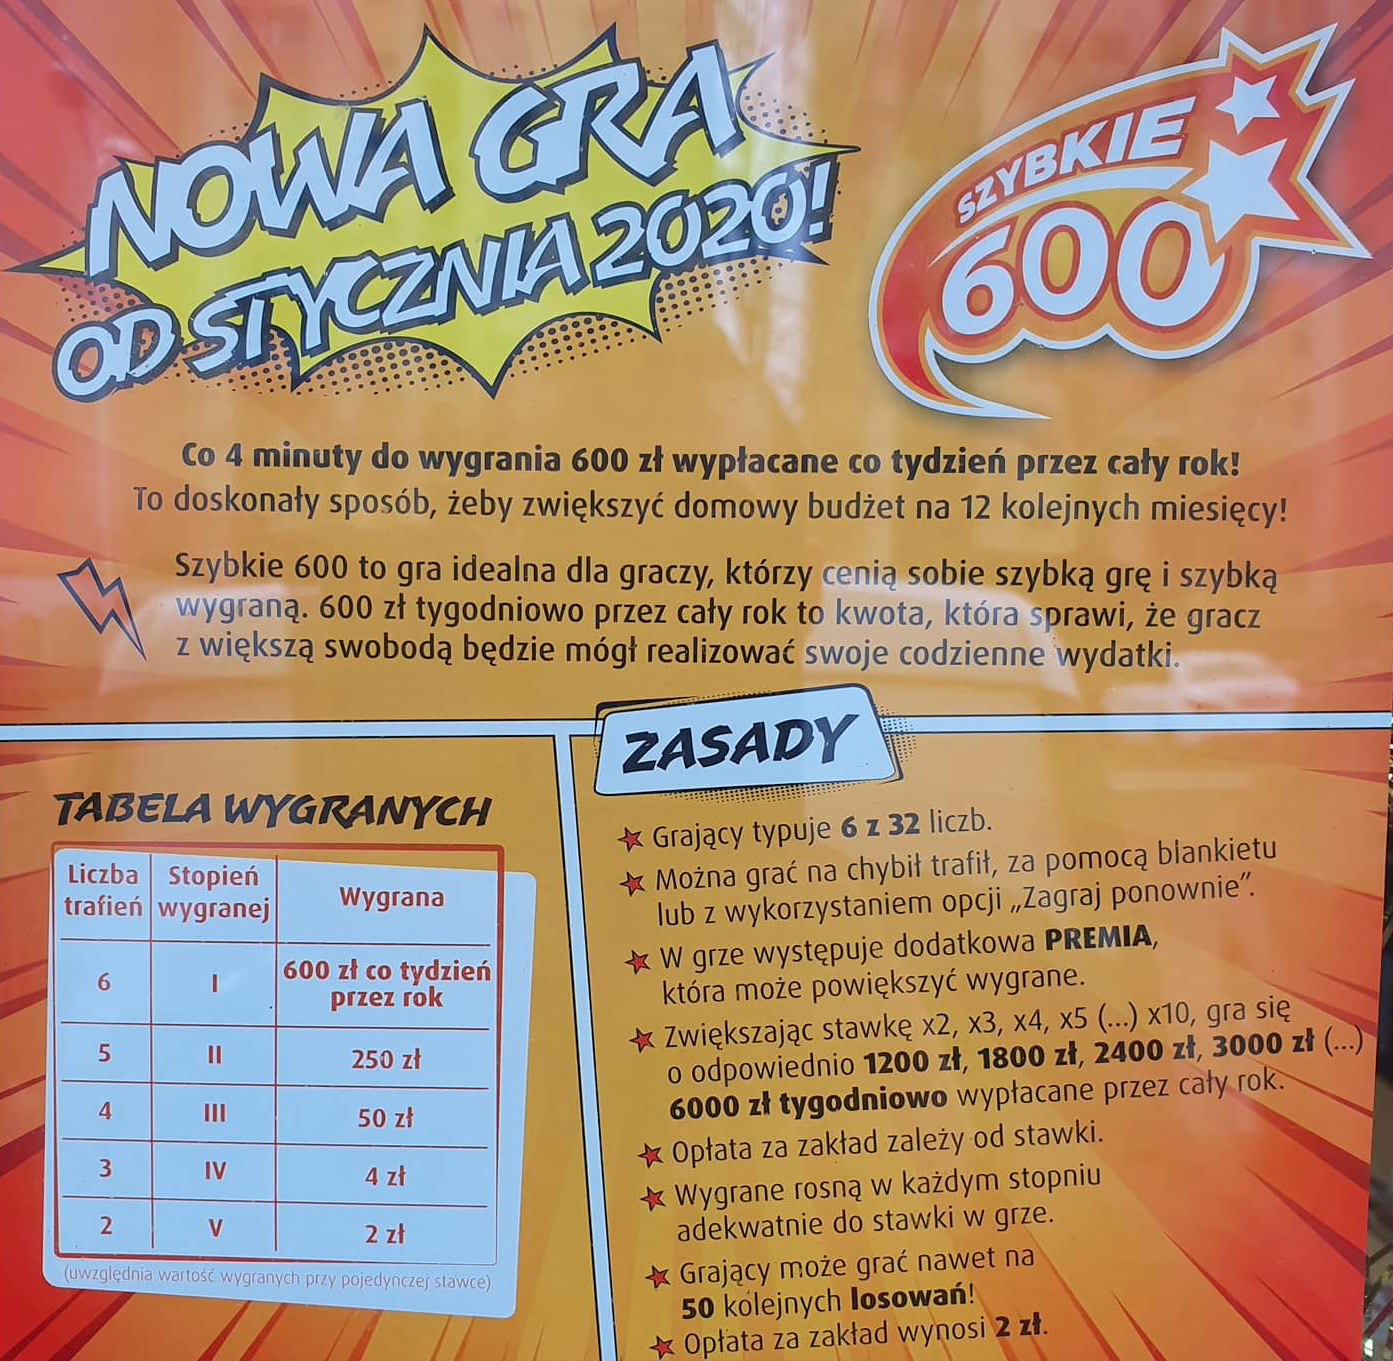 NOWA GRA
OD STYCZNIA 2020!
SZYBKIE
600
Co 4 minuty do wygrania 600 zł wypłacane co tydzień przez cały rok!
To doskonały sposób, żeby zwiększyć domowy budżet na 12 kolejnych miesięcy!
Szybkie 600 to gra idealna dla graczy, którzy cenią sobie szybką grę i szybką
wygraną. 600 zł tygodniowo przez cały rok to kwota, która sprawi, że gracz
z większą swobodą będzie mógł realizować swoje codzienne wydatki.
TABELA WYGRANYCH
Liczba trafień Stopień wygranej Wygrana
6 I 600 zł co tydzień przez rok
5 II 250 zł
4 III 50 zł
3 IV 4 zł
2 V 2 zł
(uwzględnia wartość wygranych przy pojedynczej stawce)
ZASADY
Grający typuje 6 z 32 liczb.
Można grać na chybił trafił, za pomocą blankietu
lub z wykorzystaniem opcji „Zagraj ponownie”.
W grze występuje dodatkowa PREMIA,
która może powiększyć wygrane.
Zwiększając stawkę x2, x3, x4, x5 (...) x10, gra się
o odpowiednio 1200 zł, 1800 zł, 2400 zł, 3000 zł (...)
6000 zł tygodniowo wypłacane przez cały rok.
Opłata za zakład zależy od stawki.
Wygrane rosną w każdym stopniu
adekwatnie do stawki w grze.
Grający może grać nawet na
50 kolejnych losowań!
Opłata za zakład wynosi 2 zł.